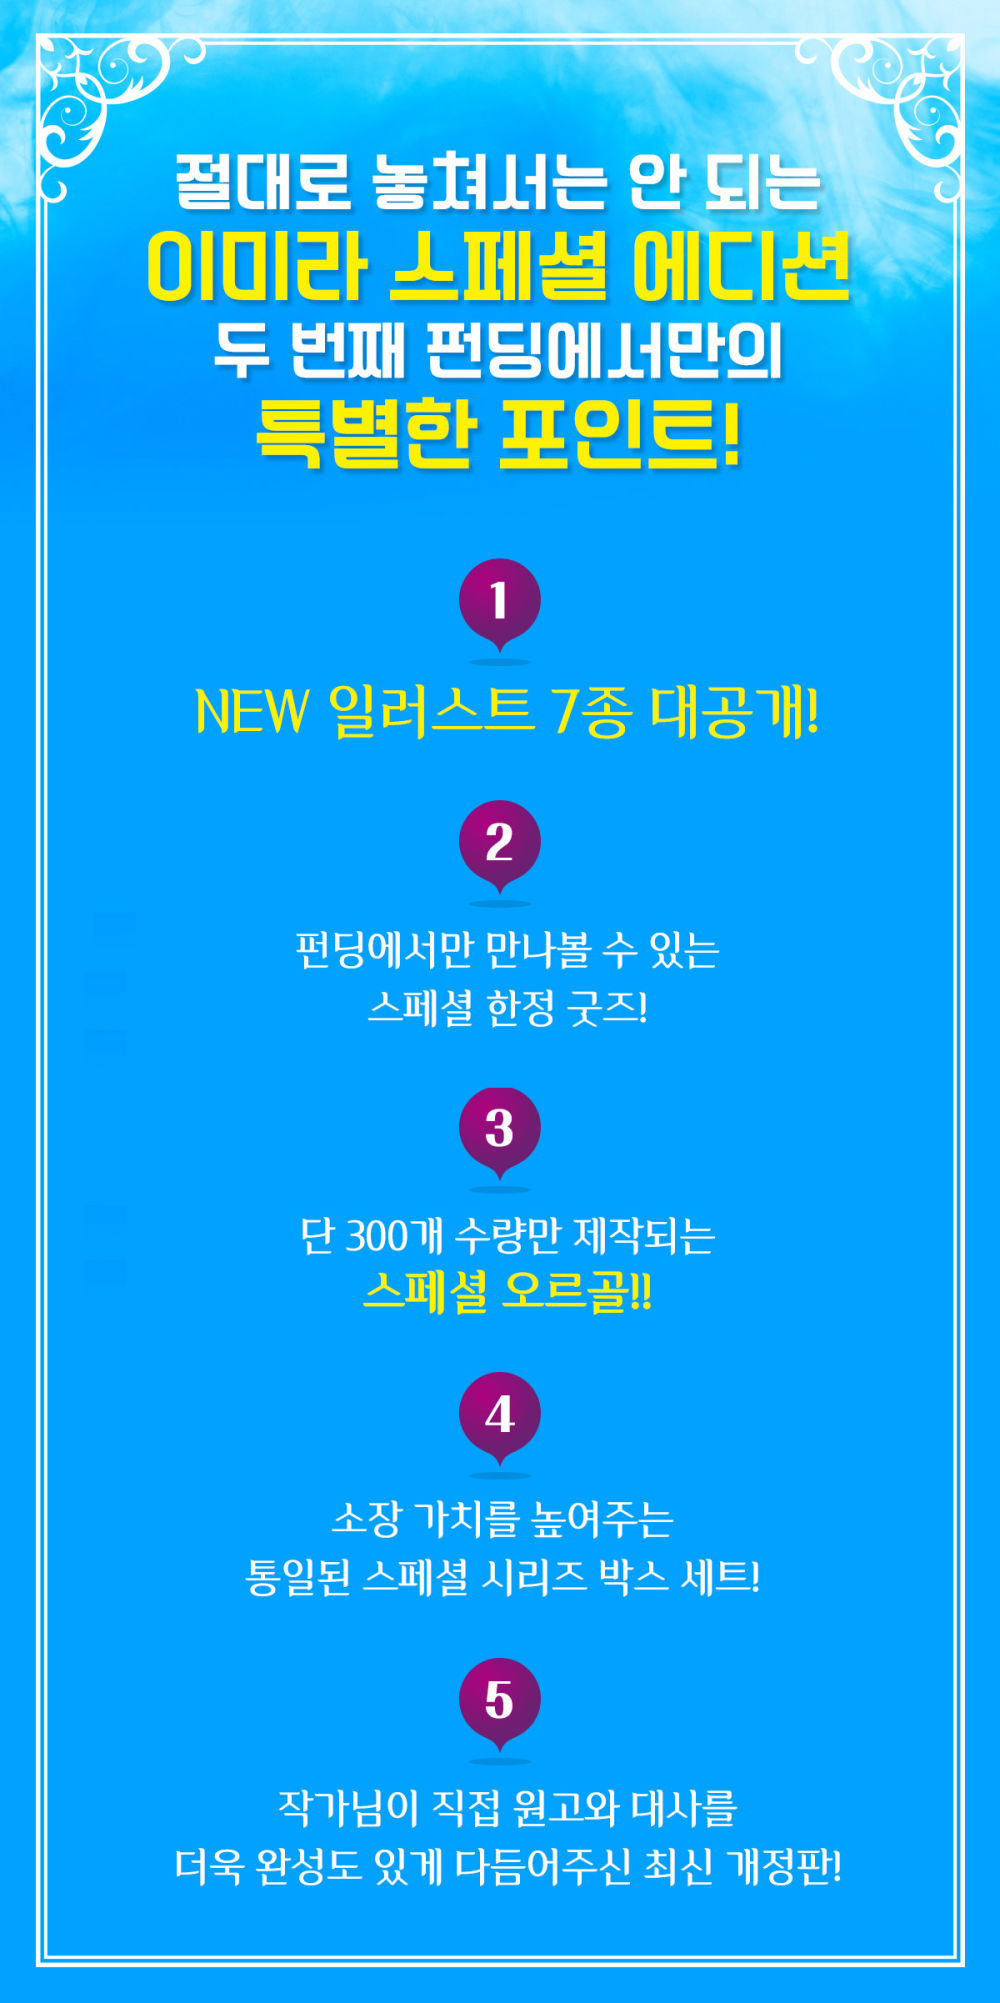 절대로 놓쳐서는 안 되는
이미라 스페셜 에디션
두 번째 펀딩에서만의
특별한 포인트!
1
NEW 일러스트 7종 대공개!
2
펀딩에서만 만나볼 수 있는
스페셜 한정 굿즈!
3
단 300개 수량만 제작되는
스페셜 오르골!!
4
소장 가치를 높여주는
통일된 스페셜 시리즈 박스 세트!
5
작가님이 직접 원고와 대사를
더욱 완성도 있게 다듬어주신 최신 개정판!